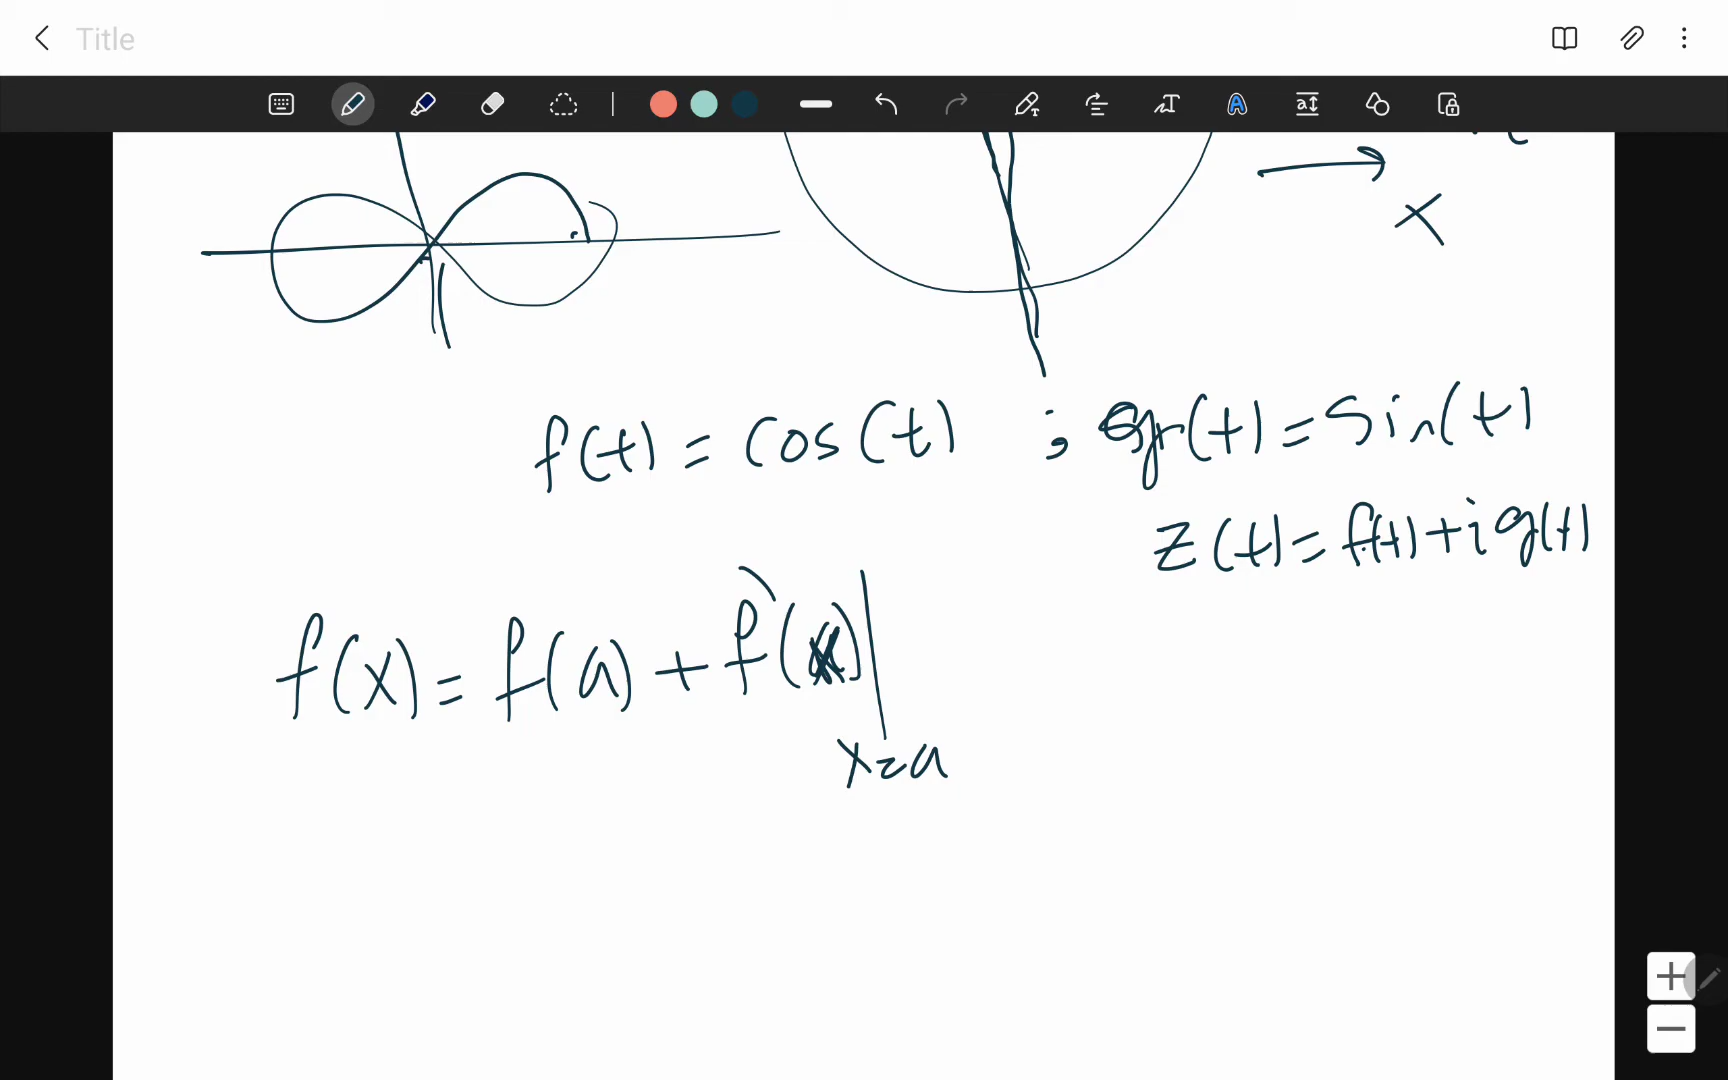 Title
x
f(t) = cos(t) ; g(t) = sin(t)
z(t) = f(t) + i g(t)
f(x) = f(a) + f'(x)|
x=a